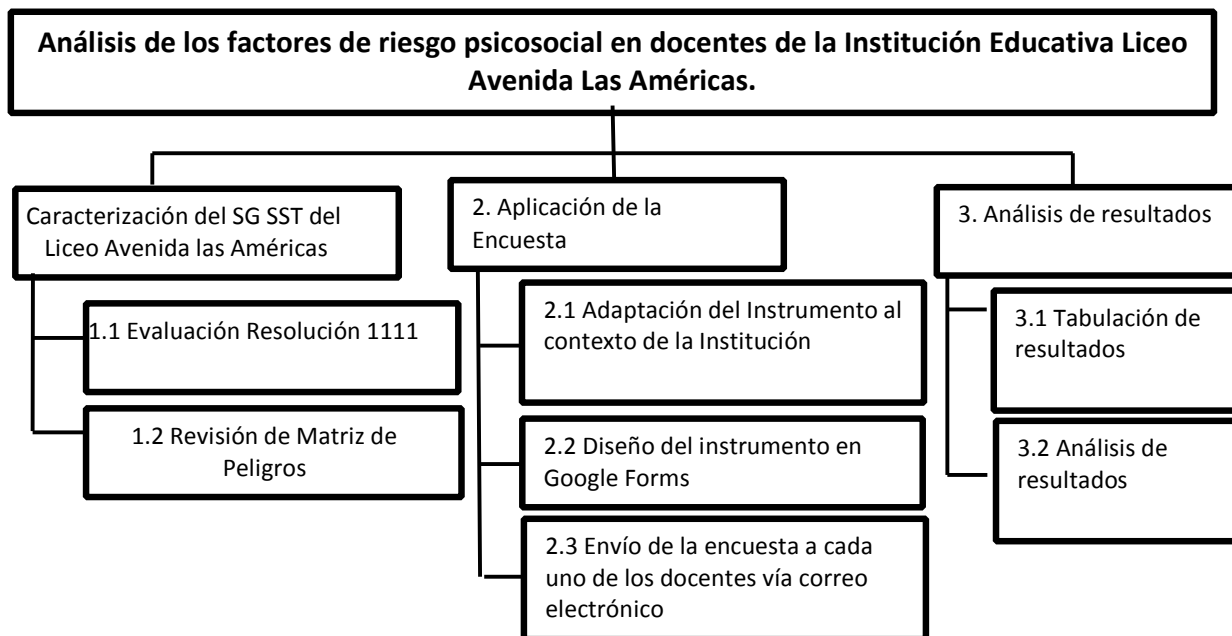 Análisis de los factores de riesgo psicosocial en docentes de la Institución Educativa Liceo
Avenida Las Américas.
Caracterización del SG SST del
Liceo Avenida las Américas
1.1 Evaluación Resolución 1111
1.2 Revisión de Matriz de
Peligros
2. Aplicación de la
Encuesta
2.1 Adaptación del Instrumento al
contexto de la Institución
2.2 Diseño del instrumento en
Google Forms
2.3 Envío de la encuesta a cada
uno de los docentes vía correo
electrónico
3. Análisis de resultados
3.1 Tabulación de
resultados
3.2 Análisis de
resultados